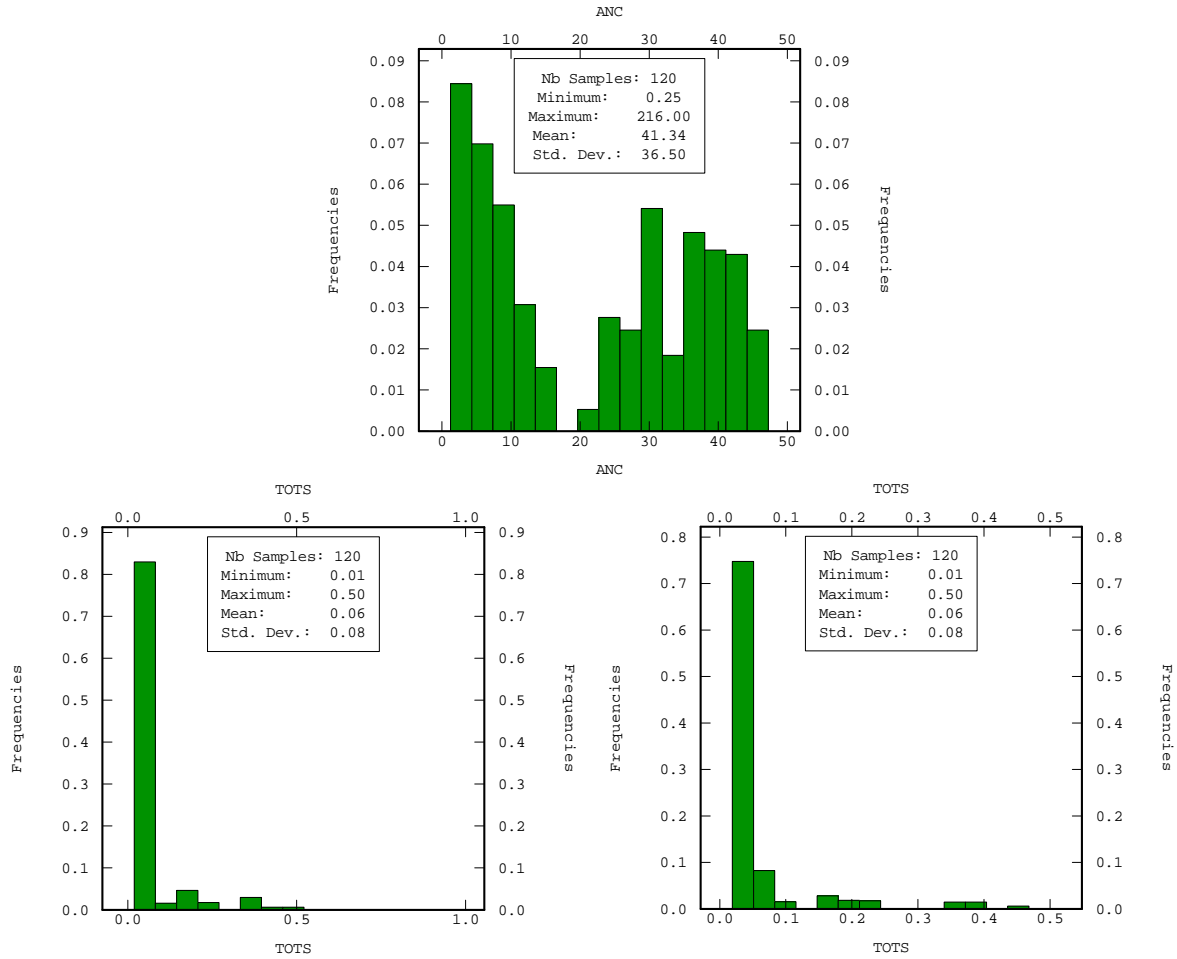 ANC
0 10 20 30 40 50
0.09 0.09
Nb Samples: 120
0.08 0.08
Minimum: 0.25
Maximum: 216.00
0.07 0.07
Mean: 41.34
Std. Dev.: 36.50
0.06 0.06
Frequencies Frequencies
0.05 0.05
0.04 0.04
0.03 0.03
0.02 0.02
0.01 0.01
0.00 0.00
0 10 20 30 40 50
ANC
TOTS
0.0 0.5 1.0
0.9 0.9
Nb Samples: 120
Minimum: 0.01
0.8 0.8
Maximum: 0.50
Mean: 0.06
0.7 0.7
Std. Dev.: 0.08
0.6 0.6
Frequencies Frequencies
0.5 0.5
0.4 0.4
0.3 0.3
0.2 0.2
0.1 0.1
0.0 0.0
0.0 0.5 1.0
TOTS
TOTS
0.0 0.1 0.2 0.3 0.4 0.5
0.8 0.8
Nb Samples: 120
Minimum: 0.01
0.7 0.7
Maximum: 0.50
Mean: 0.06
Std. Dev.: 0.08
0.6 0.6
Frequencies Frequencies
0.5 0.5
0.4 0.4
0.3 0.3
0.2 0.2
0.1 0.1
0.0 0.0
0.0 0.1 0.2 0.3 0.4 0.5
TOTS